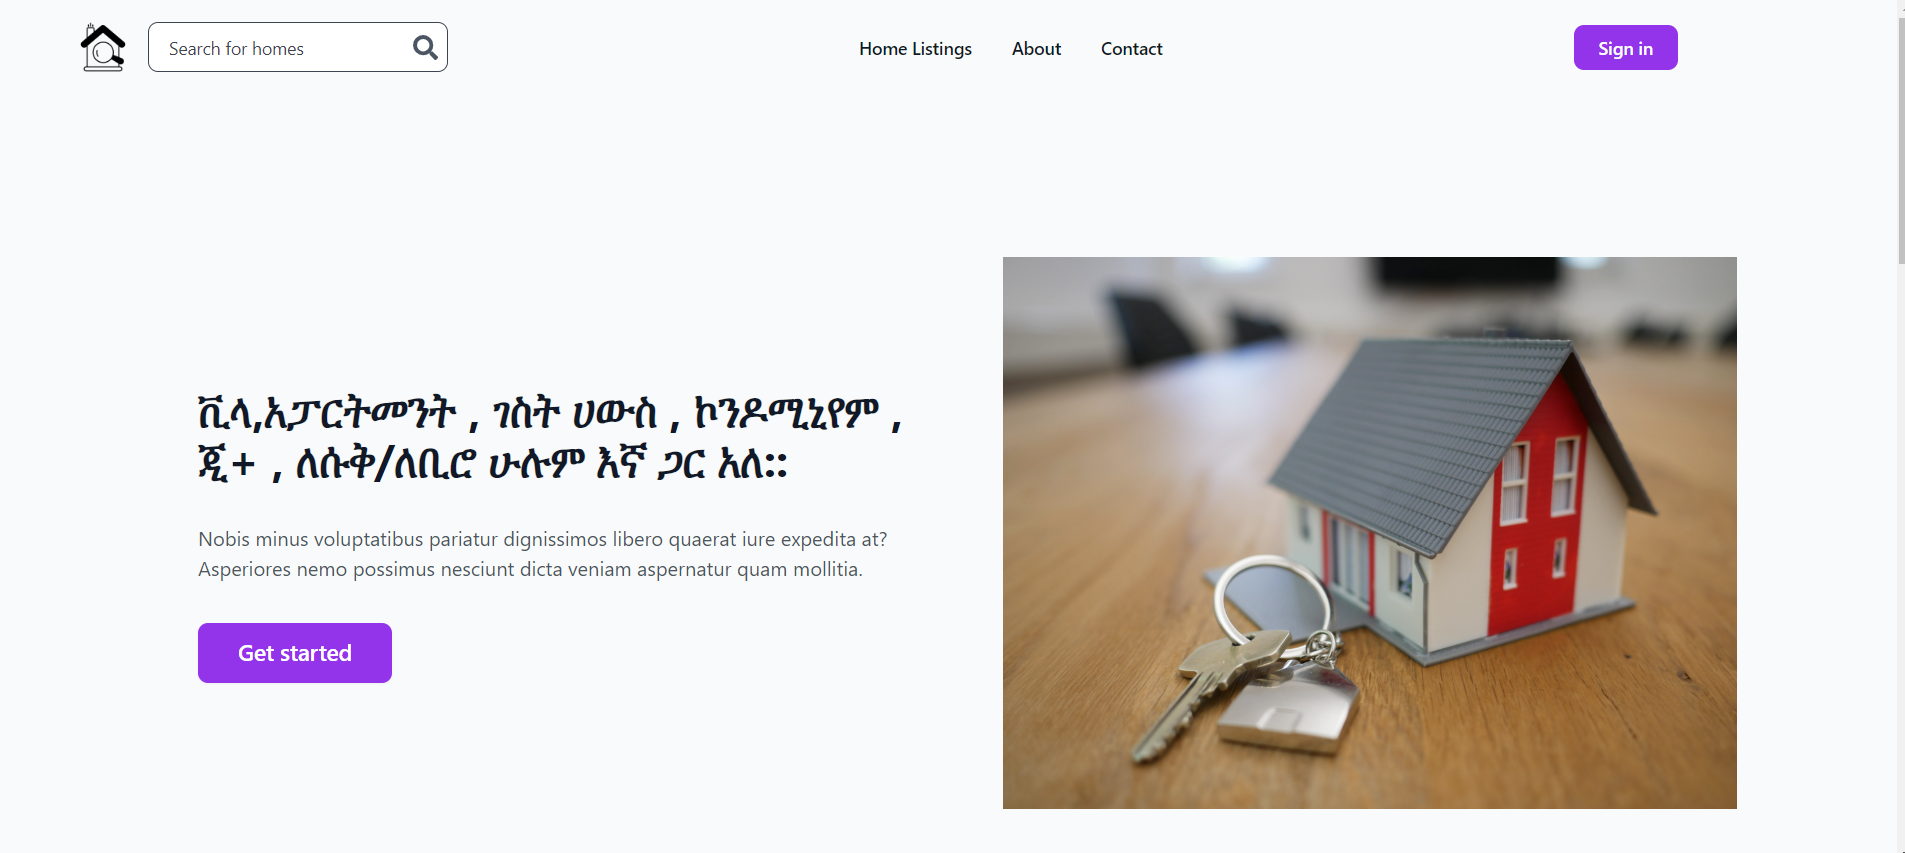 Search for homes
Home Listings
About
Contact
Sign in
ቪላ,አፓርትመንት , ገስት ሀውስ , ኮንዶሚኒየም ,
ጂ+ , ለሱቅ/ለቢሮ ሁሉም እኛ ጋር አለ::
Nobis minus voluptatibus pariatur dignissimos libero quaerat iure expedita at?
Asperiores nemo possimus nesciunt dicta veniam aspernatur quam mollitia.
Get started